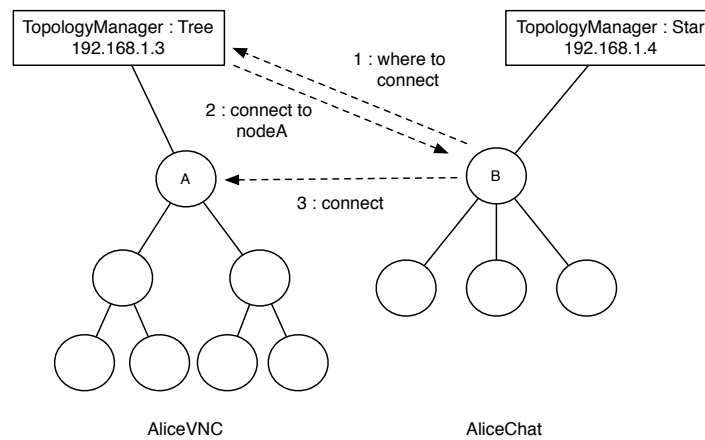 TopologyManager : Tree
192.168.1.3
TopologyManager : Star
192.168.1.4
1 : where to
connect
2 : connect to
nodeA
A
B
3 : connect
AliceVNC
AliceChat